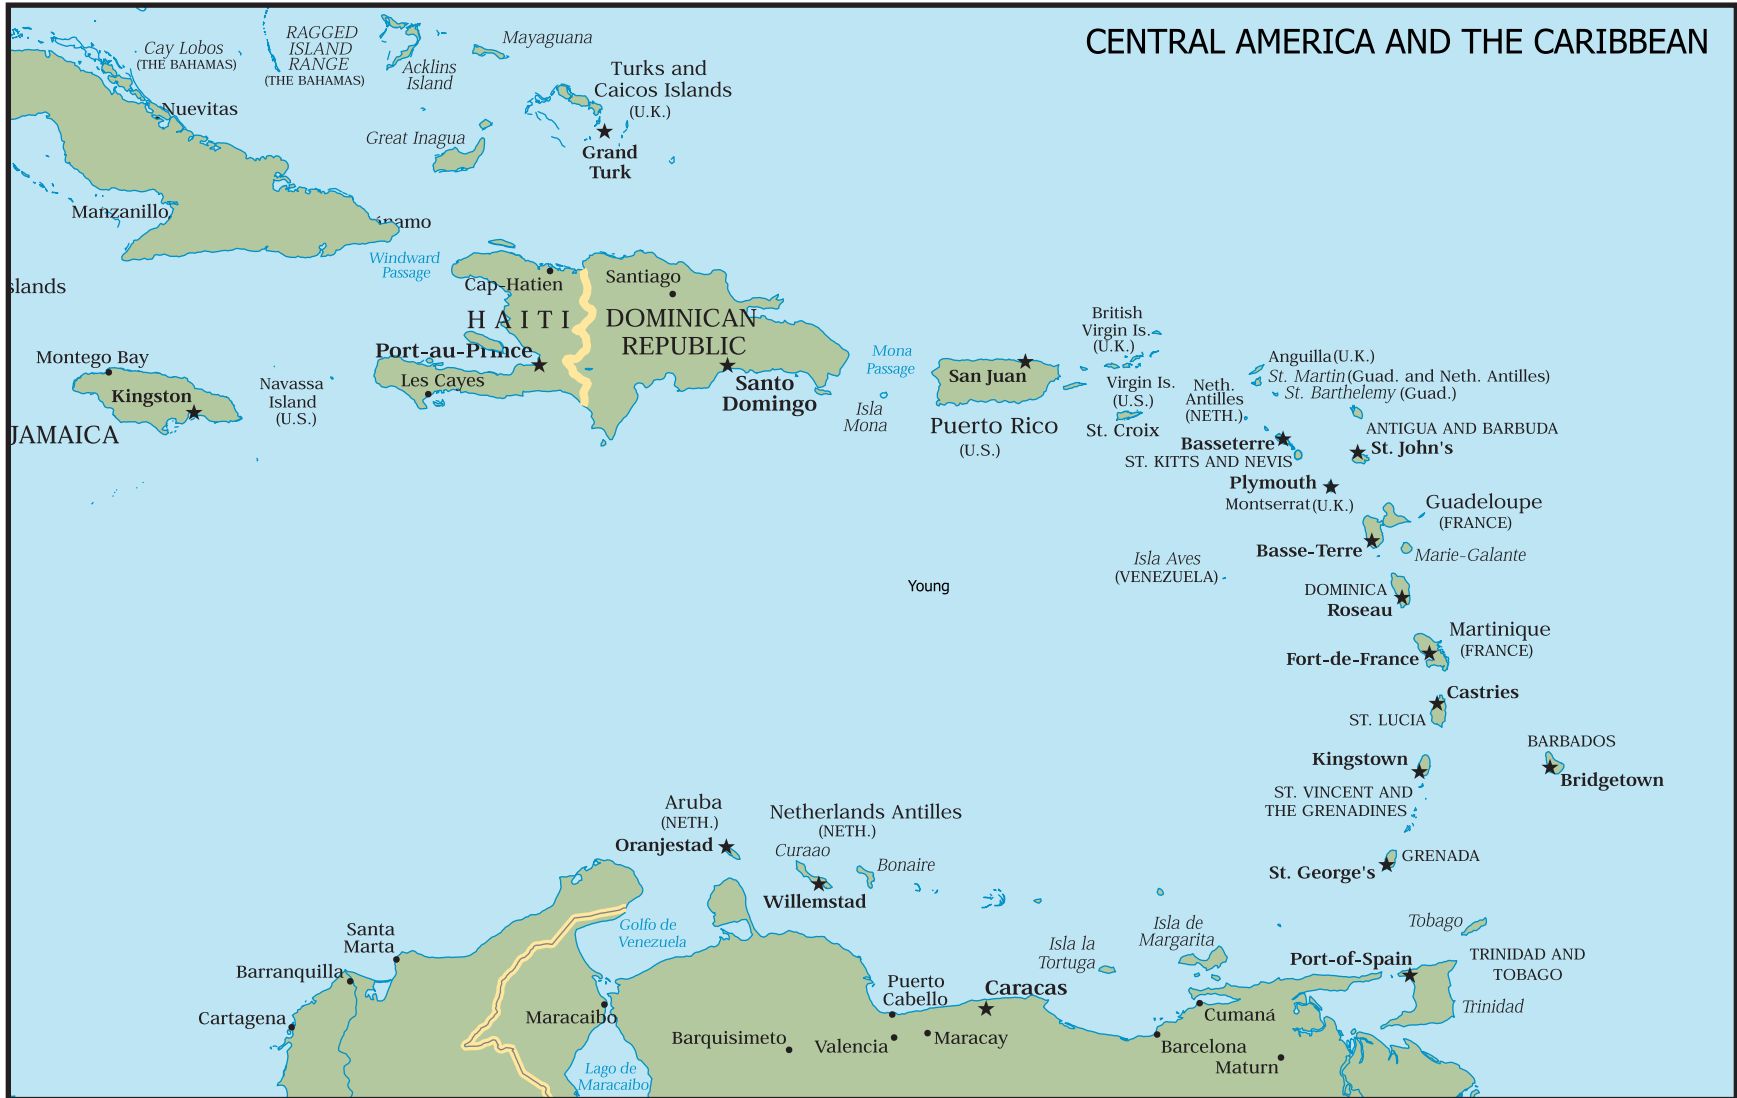 CENTRAL AMERICA AND THE CARIBBEAN
Cay Lobos
(THE BAHAMAS)
RAGGED
ISLAND
RANGE
(THE BAHAMAS)
Acklins
Island
Mayaguana
Turks and
Caicos Islands
(U.K.)
Grand
Turk
Nuevitas
Great Inagua
Manzanillo
namo
Windward
Passage
slands
Cap-Hatien
Santiago
HAITI
DOMINICAN
REPUBLIC
Port-au-Prince
Les Cayes
Santo
Domingo
Montego Bay
Kingston
JAMAICA
Navassa
Island
(U.S.)
Mona
Passage
Isla
Mona
San Juan
Puerto Rico
(U.S.)
British
Virgin Is.
(U.K.)
Virgin Is.
(U.S.)
St. Croix
Neth.
Antilles
(NETH.)
Anguilla (U.K.)
St. Martin (Guad. and Neth. Antilles)
St. Barthelemy (Guad.)
Basseterre
ST. KITTS AND NEVIS
ANTIGUA AND BARBUDA
St. John's
Plymouth
Montserrat (U.K.)
Guadeloupe
(FRANCE)
Basse-Terre
Marie-Galante
Isla Aves
(VENEZUELA)
Young
DOMINICA
Roseau
Martinique
(FRANCE)
Fort-de-France
Castries
ST. LUCIA
BARBADOS
Bridgetown
Kingstown
ST. VINCENT AND
THE GRENADINES
GRENADA
St. George's
Aruba
(NETH.)
Oranjestad
Netherlands Antilles
(NETH.)
Curaao
Bonaire
Willemstad
Golfo de
Venezuela
Santa
Marta
Barranquilla
Cartagena
Maracaibo
Lago de
Maracaibo
Barquisimeto
Puerto
Cabello
Valencia
Caracas
Maracay
Isla la
Tortuga
Isla de
Margarita
Cumaná
Barcelona
Maturn
Tobago
Port-of-Spain
TRINIDAD AND
TOBAGO
Trinidad